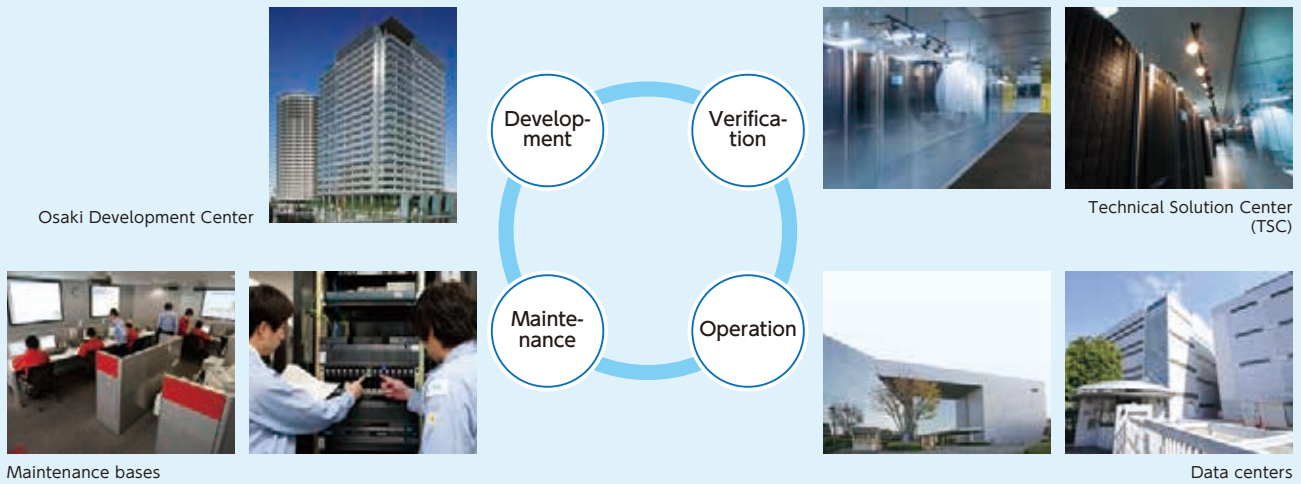 Develop-
ment
Verifica-
tion
Osaki Development Center
Technical Solution Center
(TSC)
Mainte-
nance
Operation
Maintenance bases
Data centers